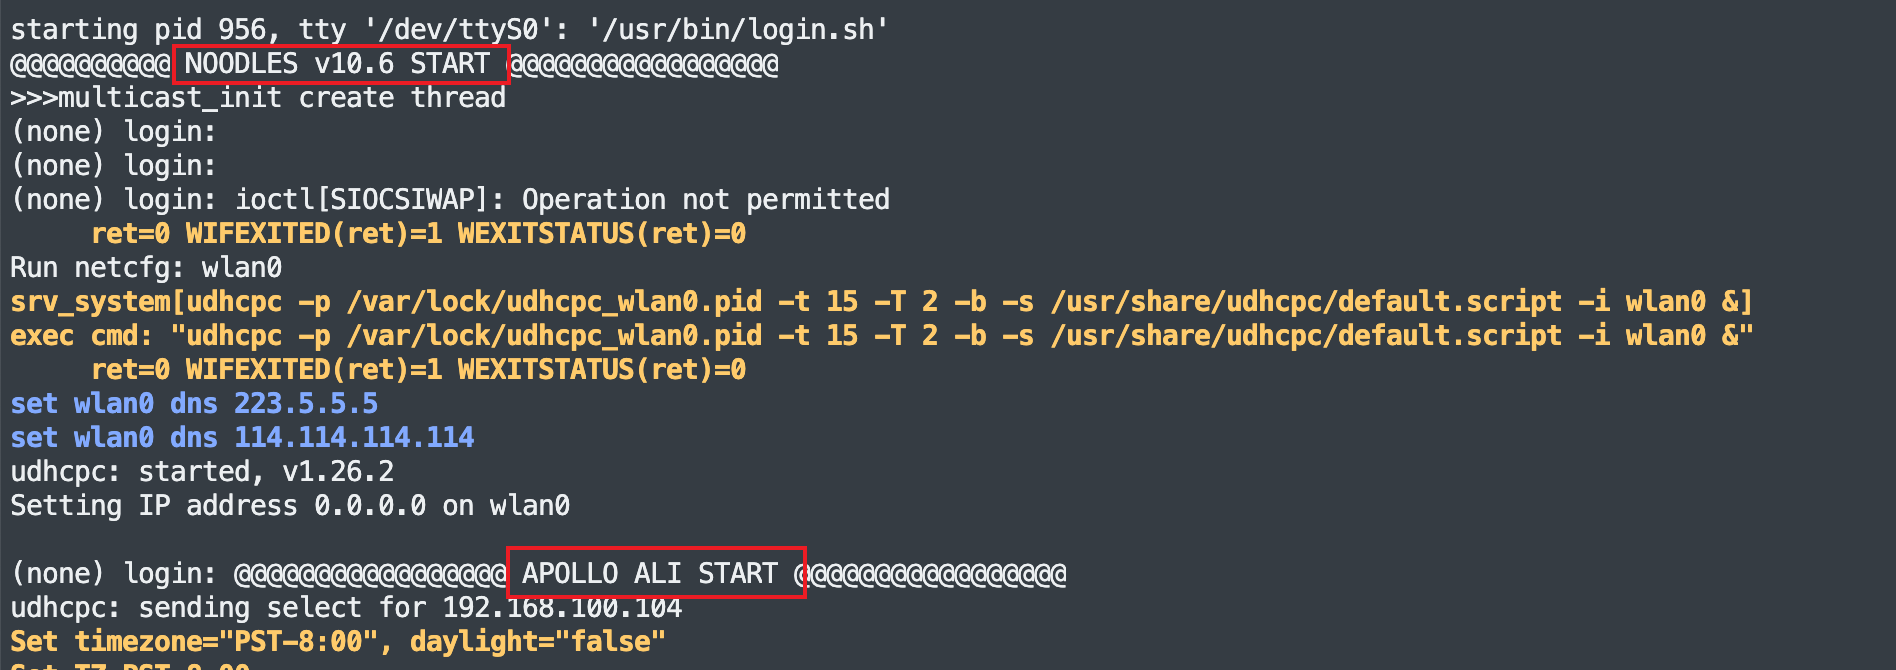 starting pid 956, tty '/dev/ttyS0': '/usr/bin/login.sh'
@@@@@@@@@@ NOODLES v10.6 START @@@@@@@@@@@@@@@@@
>>>multicast_init create thread
(none) login:
(none) login:
(none) login: ioctl[SIOCSIWAP]: Operation not permitted
ret=0 WIFEXITED(ret)=1 WEXITSTATUS(ret)=0
Run netcfg: wlan0
srv_system[udhcpc -p /var/lock/udhcpc_wlan0.pid -t 15 -T 2 -b -s /usr/share/udhcpc/default.script -i wlan0 &]
exec cmd: "udhcpc -p /var/lock/udhcpc_wlan0.pid -t 15 -T 2 -b -s /usr/share/udhcpc/default.script -i wlan0 &"
ret=0 WIFEXITED(ret)=1 WEXITSTATUS(ret)=0
set wlan0 dns 223.5.5.5
set wlan0 dns 114.114.114.114
udhcpc: started, v1.26.2
Setting IP address 0.0.0.0 on wlan0
(none) login: @@@@@@@@@@@@@@@@@ APOLLO ALI START @@@@@@@@@@@@@@@@@
udhcpc: sending select for 192.168.100.104
Set timezone="PST-8:00", daylight="false"